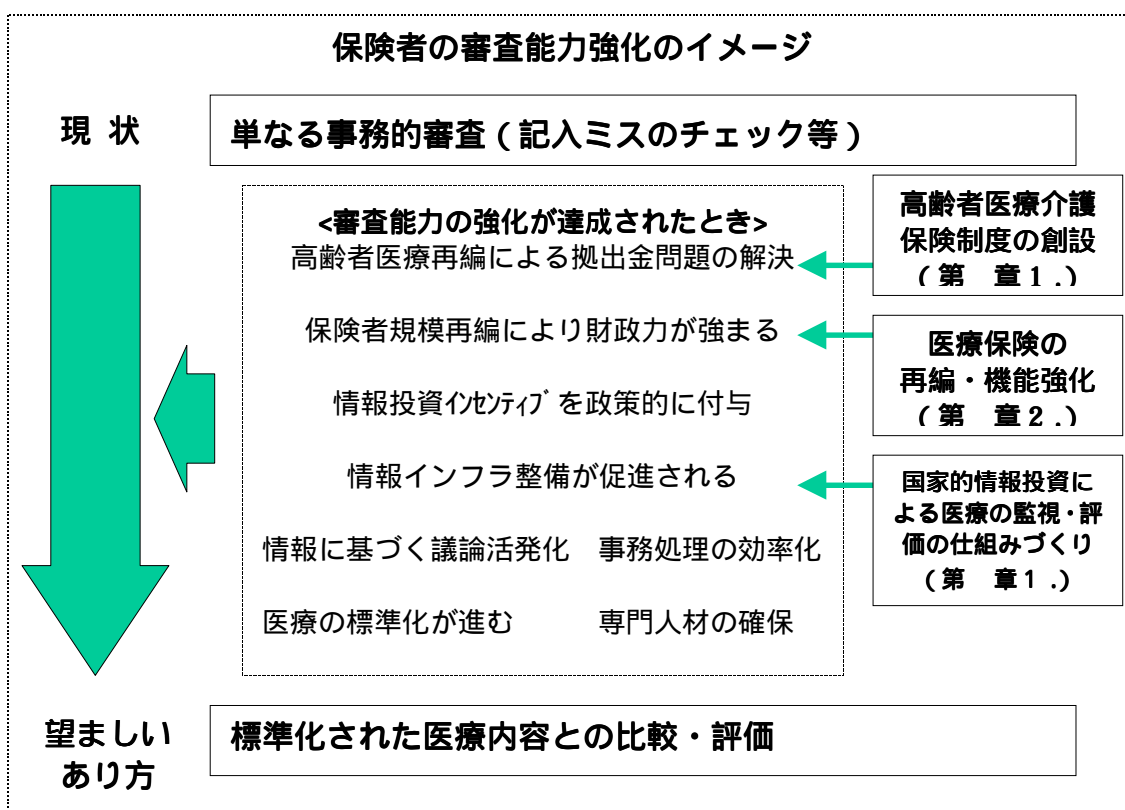 保険者の審査能力強化のイメージ
現 状
単なる事務的審査(記入ミスのチェック等)
<審査能力の強化が達成されたとき>
高齢者医療再編による拠出金問題の解決
保険者規模再編により財政力が強まる
情報投資インセンティブを政策的に付与
情報インフラ整備が促進される
情報に基づく議論活発化 事務処理の効率化
医療の標準化が進む 専門人材の確保
高齢者医療介護
保険制度の創設
(第 章1.)
医療保険の
再編・機能強化
(第 章2.)
国家的情報投資に
よる医療の監視・評
価の仕組みづくり
(第 章1.)
望ましい
あり方
標準化された医療内容との比較・評価